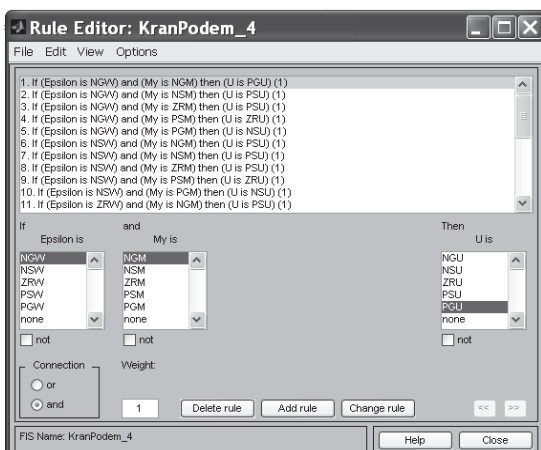 Rule Editor: KranPodem_4
File Edit View Options
1. If (Epsilon is NGW) and (My is NGM) then (U is PGU) (1)
2. If (Epsilon is NGW) and (My is NSM) then (U is PSU) (1)
3. If (Epsilon is NGW) and (My is ZRM) then (U is PSU) (1)
4. If (Epsilon is NGW) and (My is PSM) then (U is ZRU) (1)
5. If (Epsilon is NGW) and (My is PGM) then (U is NSU) (1)
6. If (Epsilon is NSW) and (My is NGM) then (U is PSU) (1)
7. If (Epsilon is NSW) and (My is NSM) then (U is PSU) (1)
8. If (Epsilon is NSW) and (My is ZRM) then (U is PSU) (1)
9. If (Epsilon is NSW) and (My is PSM) then (U is ZRU) (1)
10. If (Epsilon is NSW) and (My is PGM) then (U is NSU) (1)
11. If (Epsilon is ZRW) and (My is NGM) then (U is PSU) (1)
If and Then
Epsilon is My is U is
NGW NGM NGU
NSW NSM NSU
ZRW ZRM ZRU
PSW PSM PSU
PGW PGM PGU
none none none
not not not
Connection Weight:
or
and 1 Delete rule Add rule Change rule << >>
FIS Name: KranPodem_4 Help Close